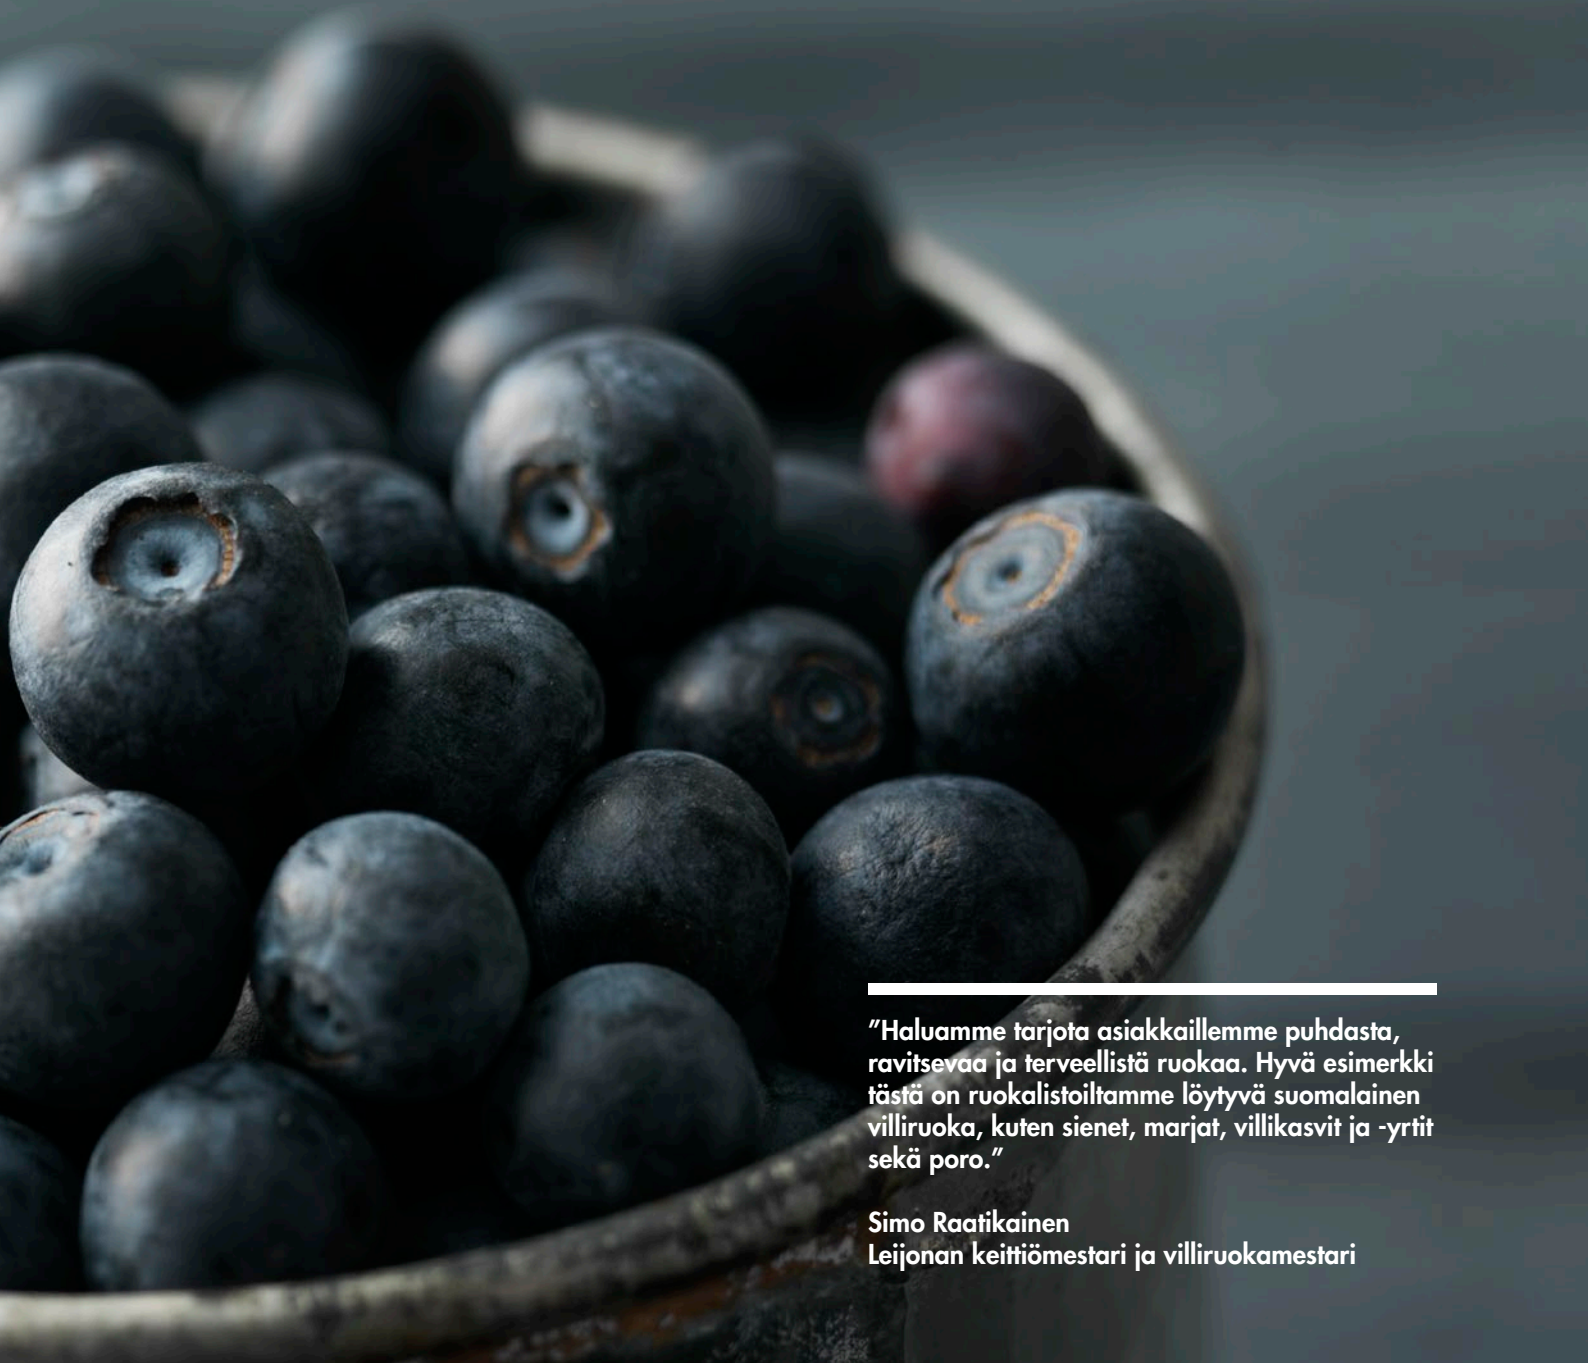 ”Haluamme tarjota asiakkaillemme puhdasta,
ravitsevaa ja terveellistä ruokaa. Hyvä esimerkki
tästä on ruokalistoiltamme löytyvä suomalainen
villiruoka, kuten sienet, marjat, villikasvit ja -yrtit
sekä poro.”
Simo Raatikainen
Leijonan keittiömestari ja villiruokamestari